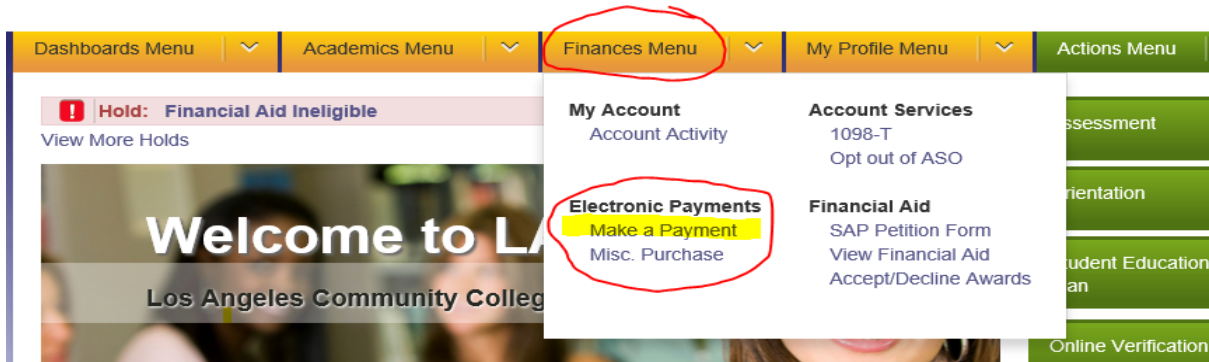 Dashboards Menu
Academics Menu
Finances Menu
My Profile Menu
Actions Menu
Hold: Financial Aid Ineligible
View More Holds
My Account
Account Activity
Electronic Payments
Make a Payment
Misc. Purchase
Account Services
1098-T
Opt out of ASO
Financial Aid
SAP Petition Form
View Financial Aid
Accept/Decline Awards
ssessment
rientation
tudent Education
an
Online Verification
Welcome to LA
Los Angeles Community Colleg